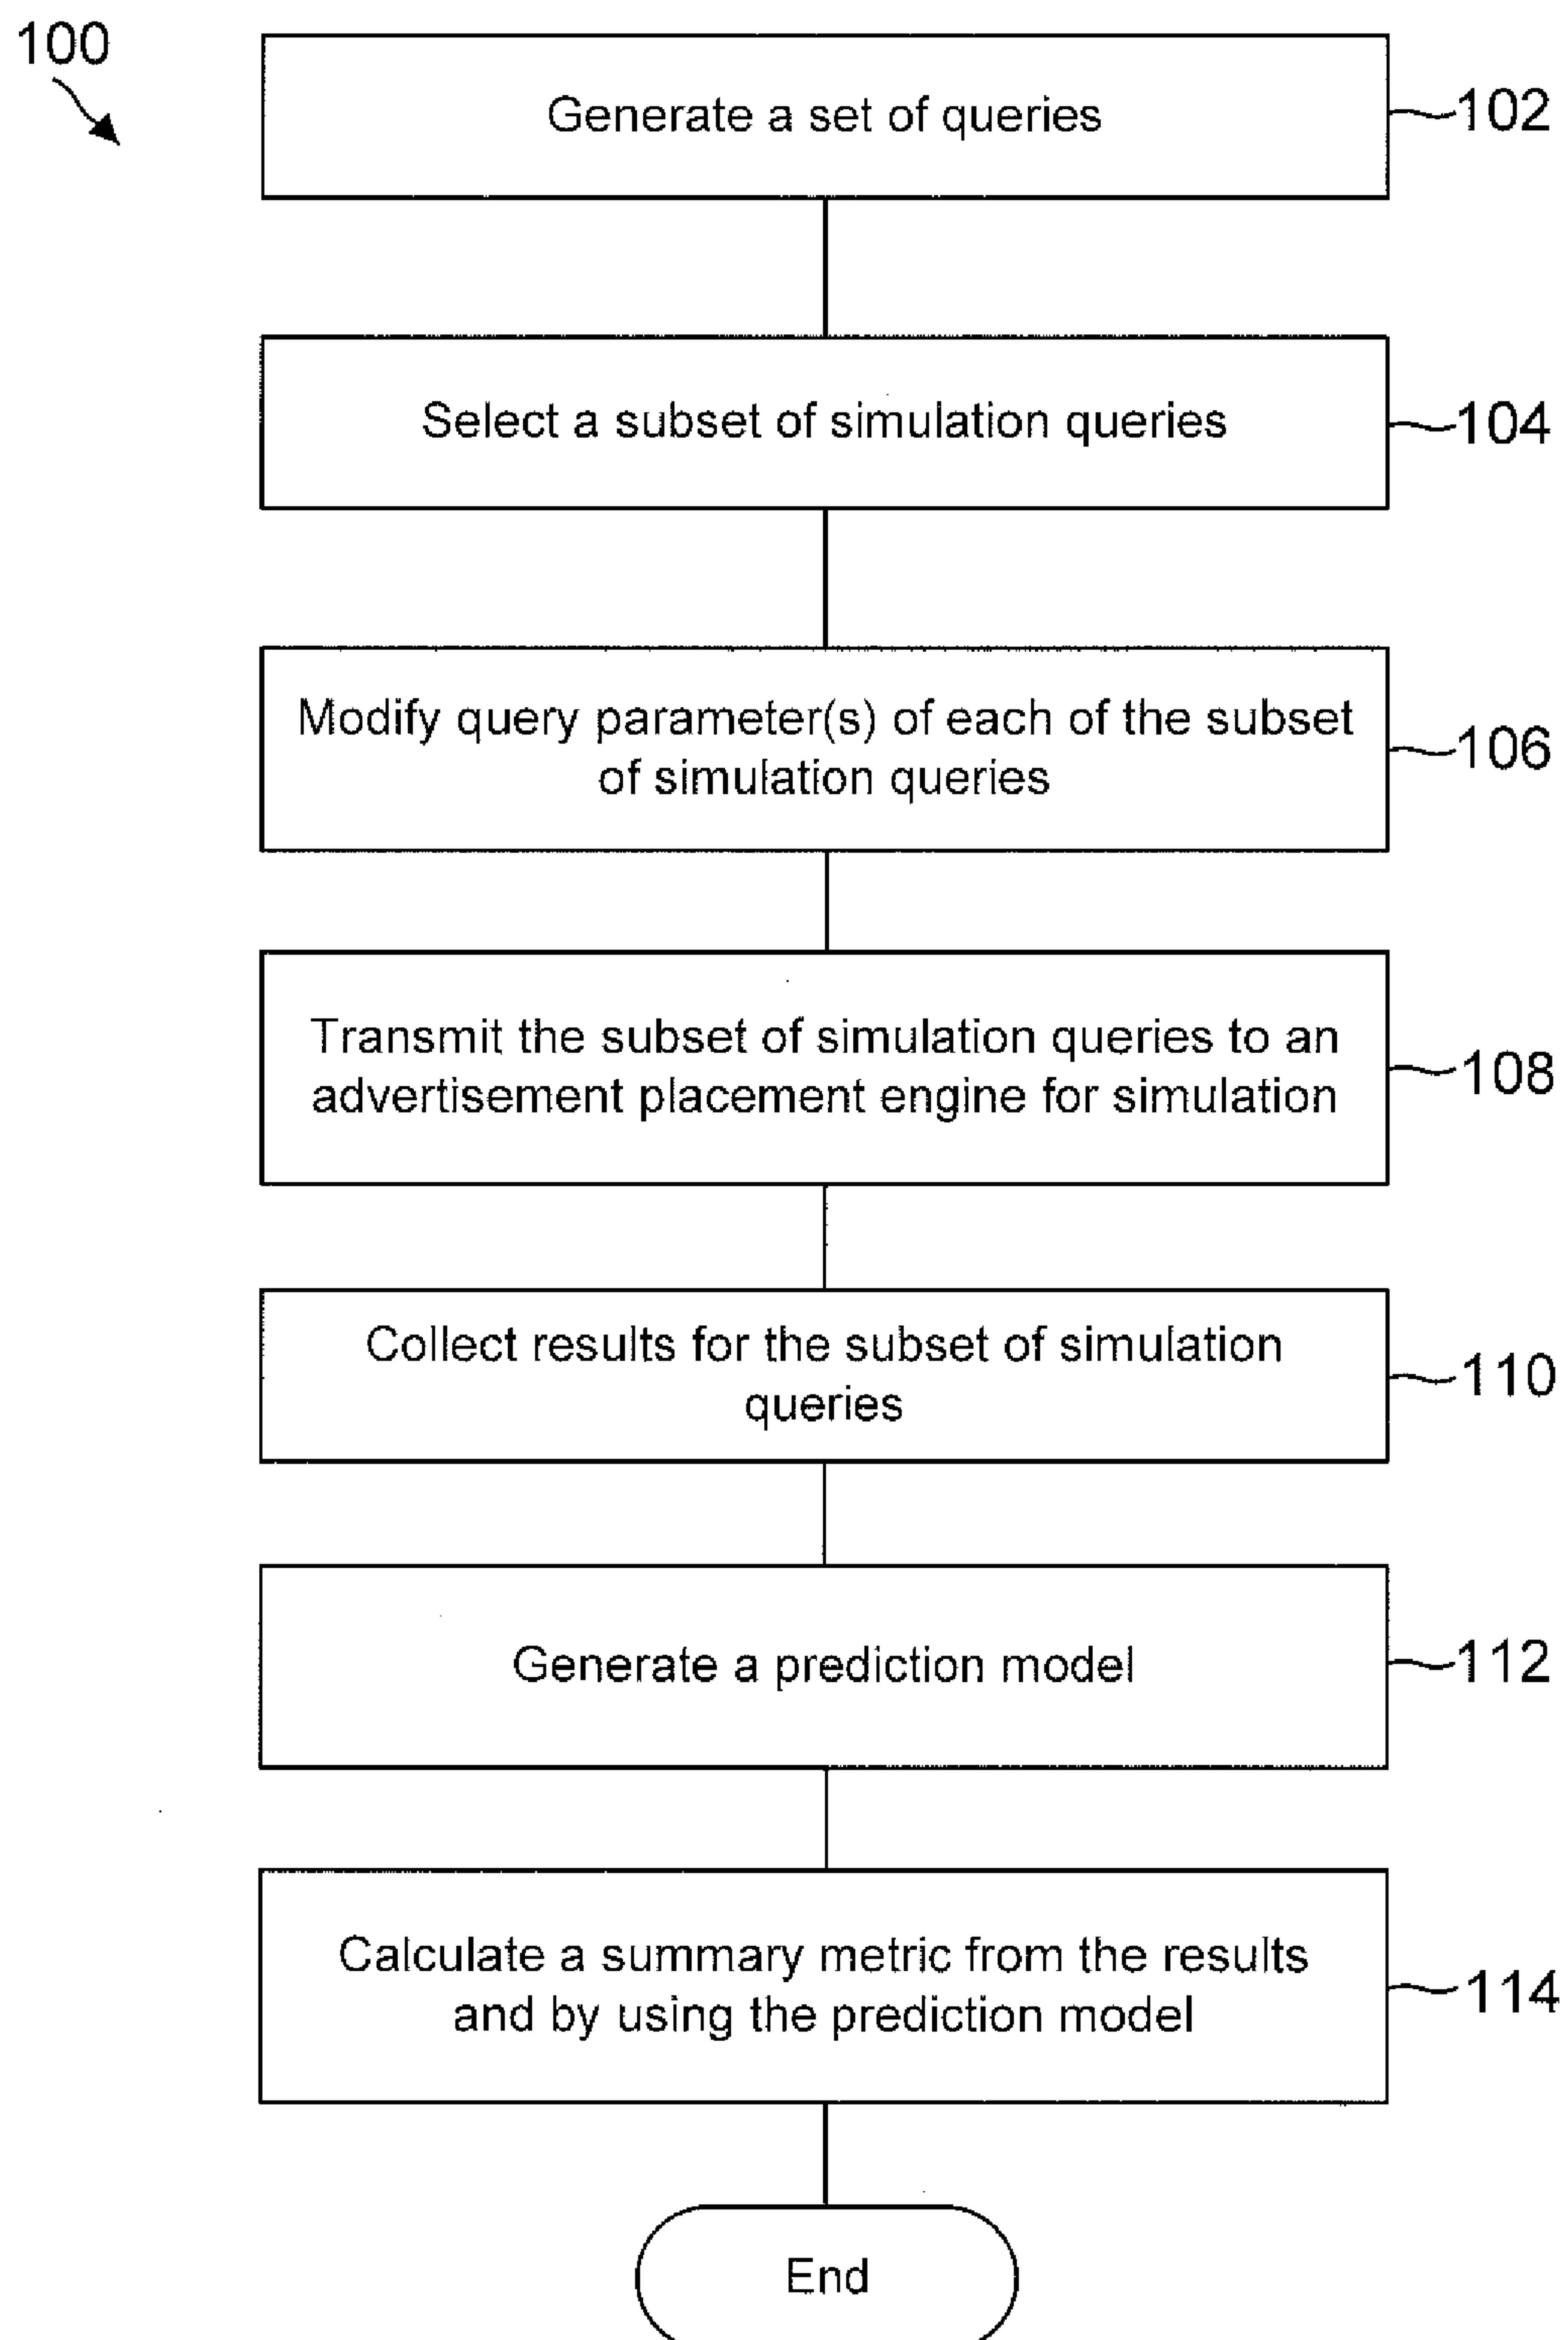 100
Generate a set of queries
102
Select a subset of simulation queries
104
Modify query parameter(s) of each of the subset
of simulation queries
106
Transmit the subset of simulation queries to an
advertisement placement engine for simulation
108
Collect results for the subset of simulation
queries
110
Generate a prediction model
112
Calculate a summary metric from the results
and by using the prediction model
114
End